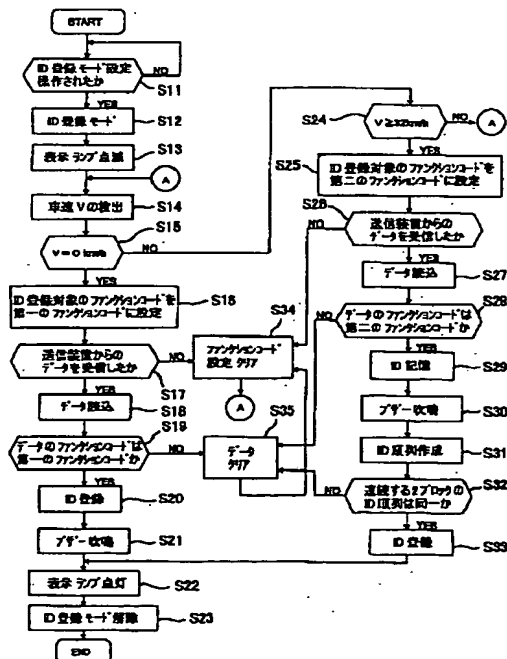 START
ID 登録モード設定
操作されたか
NO
S11
YES
ID 登録モード
S12
表示ランプ点滅
S13
A
車速 Vの検出
S14
S15
V = 0 km/h
NO
YES
ID 登録対象のファンクションコードを
第一のファンクションコードに設定
S16
送信装置からの
データを受信したか
NO
S17
YES
データ読込
S18
S19
データのファンクションコードは
第一のファンクションコードか
NO
YES
ID 登録
S20
ブザー吹鳴
S21
表示ランプ点灯
S22
ID 登録モード解除
S23
END
S34
ファンクションコード
設定クリア
A
S35
データ
クリア
S24
NO
A
YES
S25
ID 登録対象のファンクションコードを
第二のファンクションコードに設定
S26
送信装置からの
データを受信したか
NO
YES
データ読込
S27
S28
データのファンクションコードは
第二のファンクションコードか
NO
YES
ID 記憶
S29
ブザー吹鳴
S30
ID 配列作成
S31
連続する2ブロックの
ID配列は同一か
S32
NO
YES
ID 登録
S33